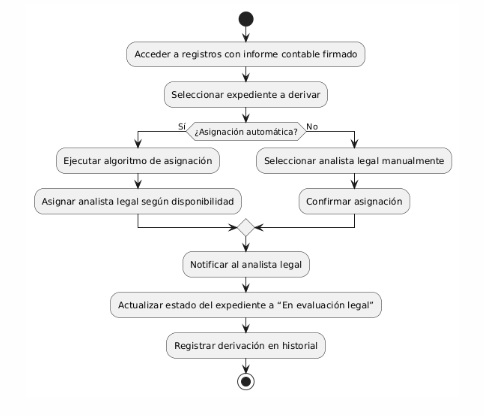 Acceder a registros con informe contable firmado
Seleccionar expediente a derivar
Sí
¿Asignación automática?
No
Ejecutar algoritmo de asignación
Seleccionar analista legal manualmente
Asignar analista legal según disponibilidad
Confirmar asignación
Notificar al analista legal
Actualizar estado del expediente a “En evaluación legal”
Registrar derivación en historial